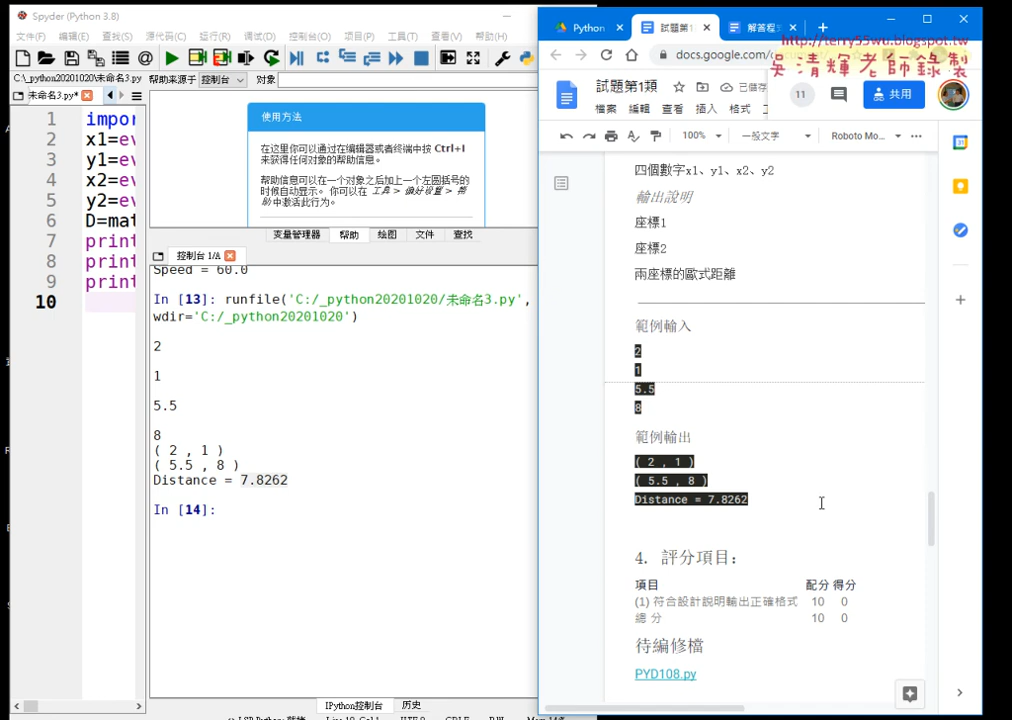 Spyder (Python 3.8)
文件(F) 编辑(E) 查找(S) 源代码(C) 运行(R) 调试(D) 控制台(O) 项目(P) 工具(T) 查看(V) 帮助(H)
C:\_python20201020\未命名3.py 帮助来源于 控制台 对象
未命名3.py*
1 impor
2 x1=ev
3 y1=ev
4 x2=ev
5 y2=ev
6 D=mat
7 print
8 print
9 print
10
使用方法
在这里你可以通过在编辑器或者终端中按 Ctrl+I
来获得任何对象的帮助信息。
帮助信息可以在一个对象之后加上一个左圆括号的
时候自动显示。 你可以在 工具 > 偏好设置 > 帮
助 中激活此行为。
变量管理器 帮助 绘图 文件 查找
控制台 1/A
Speed = 60.0
In [13]: runfile('C:/_python20201020/未命名3.py',
wdir='C:/_python20201020')
2
1
5.5
8
( 2 , 1 )
( 5.5 , 8 )
Distance = 7.8262
In [14]:
IPython控制台 历史
Python
試題第1
解答程
http://terry55wu.blogspot.tw
docs.google.com/
吳清輝老師錄製
試題第1類
已儲存
11
共用
檔案 編輯 查看 插入 格式
100% 一般文字 Roboto Mo...
四個數字x1、y1、x2、y2
輸出說明
座標1
座標2
兩座標的歐式距離
範例輸入
2
1
5.5
8
範例輸出
( 2 , 1 )
( 5.5 , 8 )
Distance = 7.8262
4. 評分項目:
項目 配分 得分
(1) 符合設計說明輸出正確格式 10 0
總 分 10 0
待編修檔
PYD108.py